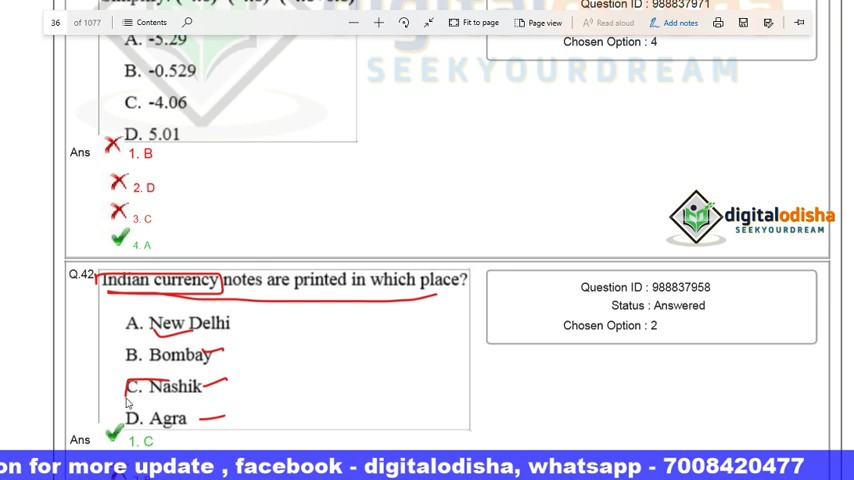 36 of 1077 Contents Fit to page Page view Read aloud Add notes
Question ID : 988837971
A. -5.29
Chosen Option : 4
B. -0.529
SEEKYOURDREAM
C. -4.06
D. 5.01
Ans
1. B
2. D
3. C
4. A
digitalodisha
SEEKYOURDREAM
Q.42 Indian currency notes are printed in which place?
Question ID : 988837958
Status : Answered
A. New Delhi
Chosen Option : 2
B. Bombay
C. Nashik
D. Agra
Ans
1. C
on for more update , facebook - digitalodisha, whatsapp - 7008420477